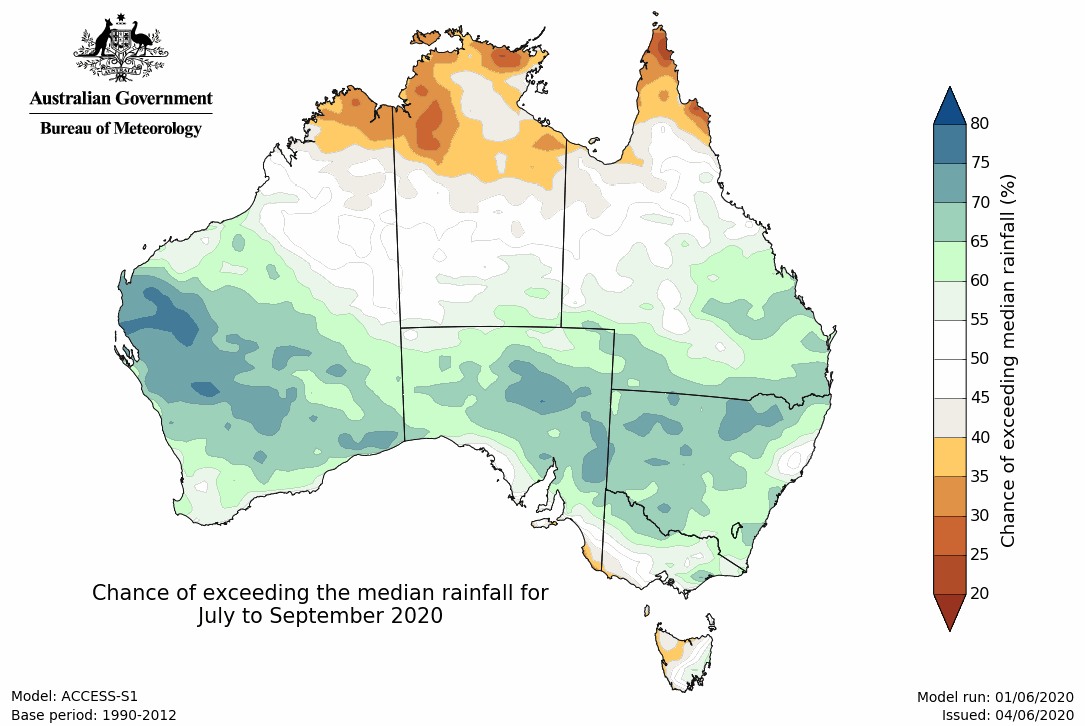 Australian Government
Bureau of Meteorology
80
75
70
65
60
55
50
45
40
35
30
25
20
Chance of exceeding median rainfall (%)
Chance of exceeding the median rainfall for
July to September 2020
Model: ACCESS-S1
Base period: 1990-2012
Model run: 01/06/2020
Issued: 04/06/2020